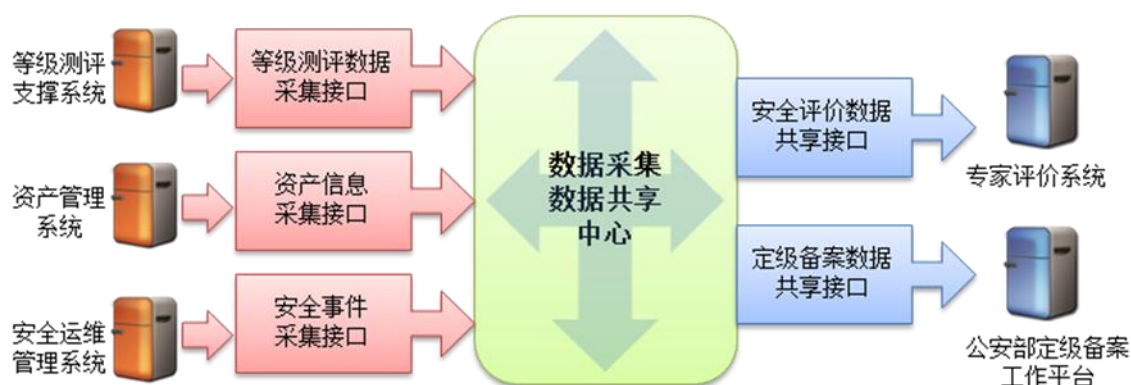 等级测评
支撑系统
等级测评数据
采集接口
资产管理
系统
资产信息
采集接口
安全运维
管理系统
安全事件
采集接口
数据采集
数据共享
中心
安全评价数据
共享接口
专家评价系统
定级备案数据
共享接口
公安部定级备案
工作平台